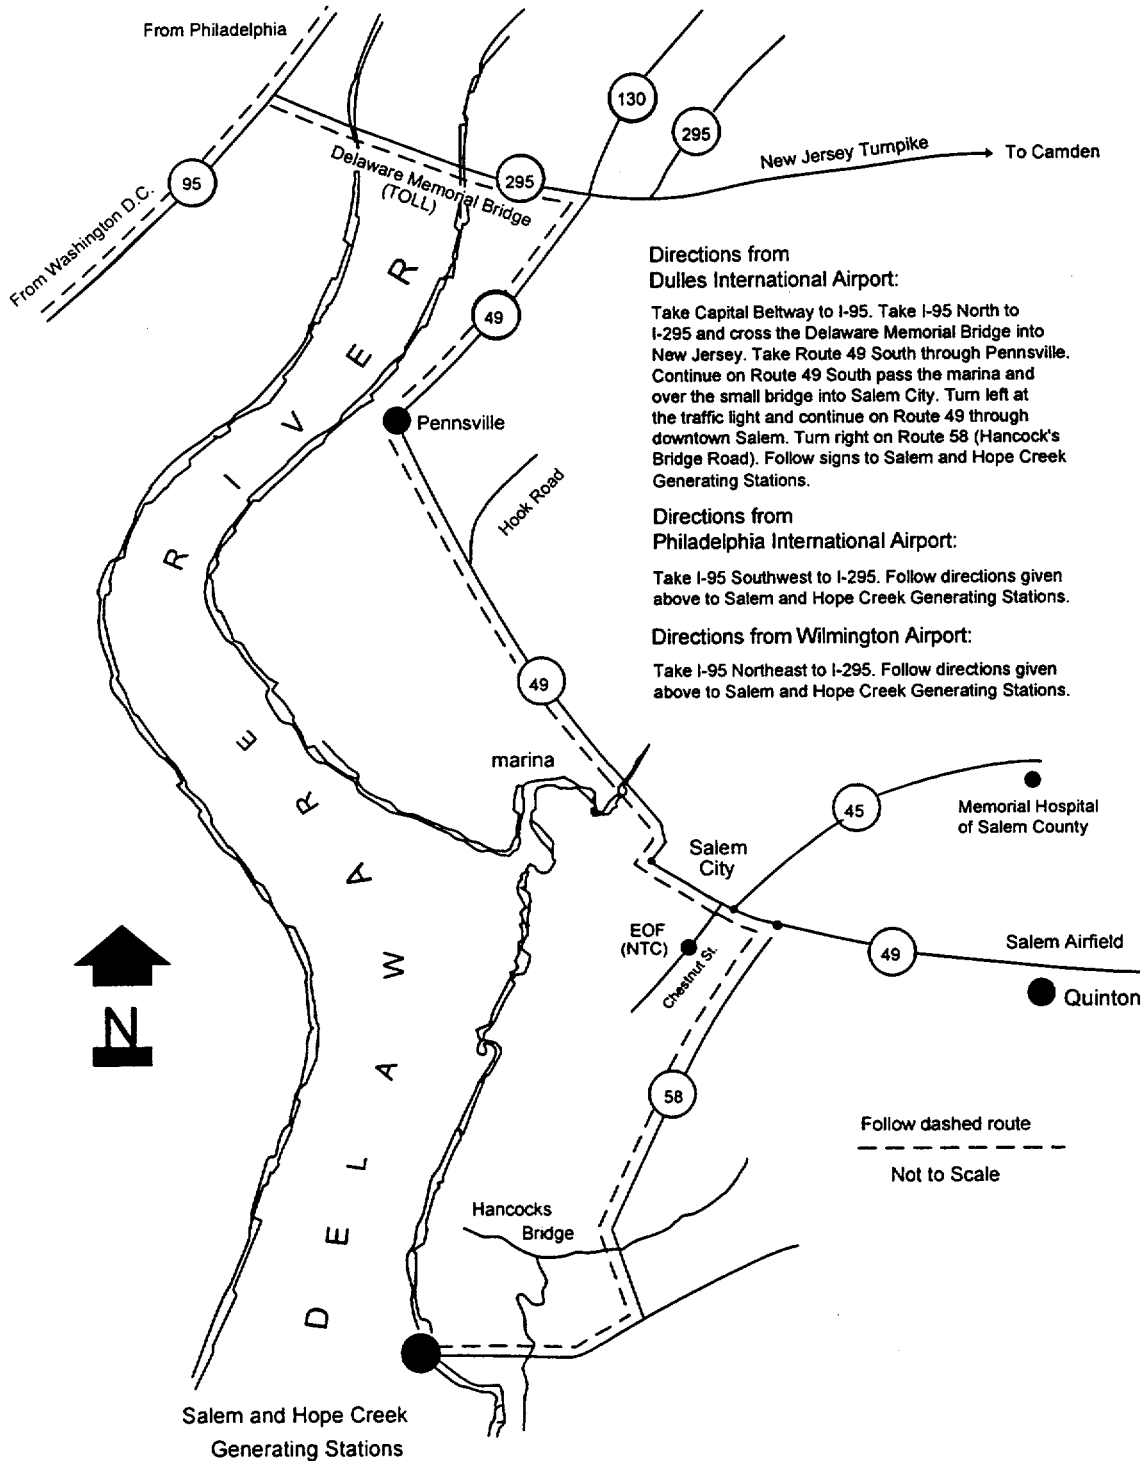 From Philadelphia
130
295
New Jersey Turnpike
To Camden
95
From Washington D.C.
Delaware Memorial Bridge
(TOLL)
295
49
Pennsville
Hook Road
49
Directions from
Dulles International Airport:
Take Capital Beltway to I-95. Take I-95 North to
I-295 and cross the Delaware Memorial Bridge into
New Jersey. Take Route 49 South through Pennsville.
Continue on Route 49 South pass the marina and
over the small bridge into Salem City. Turn left at
the traffic light and continue on Route 49 through
downtown Salem. Turn right on Route 58 (Hancock's
Bridge Road). Follow signs to Salem and Hope Creek
Generating Stations.
Directions from
Philadelphia International Airport:
Take I-95 Southwest to I-295. Follow directions given
above to Salem and Hope Creek Generating Stations.
Directions from Wilmington Airport:
Take I-95 Northeast to I-295. Follow directions given
above to Salem and Hope Creek Generating Stations.
DELAWARE RIVER
marina
45
Memorial Hospital
of Salem County
Salem
City
EOF
(NTC)
Chestnut St.
49
Salem Airfield
Quinton
N
58
Follow dashed route
Not to Scale
Hancocks
Bridge
Salem and Hope Creek
Generating Stations